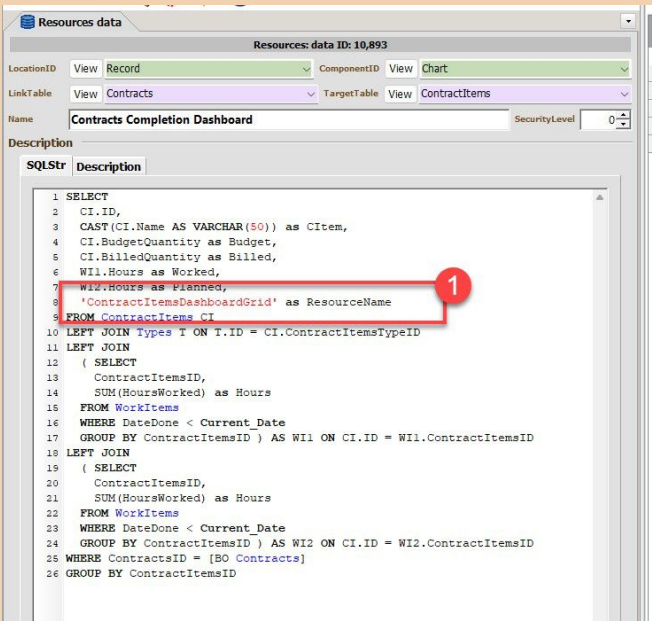 Resources data
Resources: data ID: 10,893
LocationID View Record ComponentID View Chart
LinkTable View Contracts TargetTable View ContractItems
Name Contracts Completion Dashboard SecurityLevel 0
Description
SQLStr Description
1 SELECT
2 CI.ID,
3 CAST(CI.Name AS VARCHAR(50)) as CItem,
4 CI.BudgetQuantity as Budget,
5 CI.BilledQuantity as Billed,
6 WI1.Hours as Worked,
7 WI2.Hours as Planned,
1
8 'ContractItemsDashboardGrid' as ResourceName
9 FROM ContractItems CI
10 LEFT JOIN Types T ON T.ID = CI.ContractItemsTypeID
11 LEFT JOIN
12 ( SELECT
13 ContractItemsID,
14 SUM(HoursWorked) as Hours
15 FROM WorkItems
16 WHERE DateDone < Current_Date
17 GROUP BY ContractItemsID ) AS WI1 ON CI.ID = WI1.ContractItemsID
18 LEFT JOIN
19 ( SELECT
20 ContractItemsID,
21 SUM(HoursWorked) as Hours
22 FROM WorkItems
23 WHERE DateDone < Current_Date
24 GROUP BY ContractItemsID ) AS WI2 ON CI.ID = WI2.ContractItemsID
25 WHERE ContractsID = [BO Contracts]
26 GROUP BY ContractItemsID